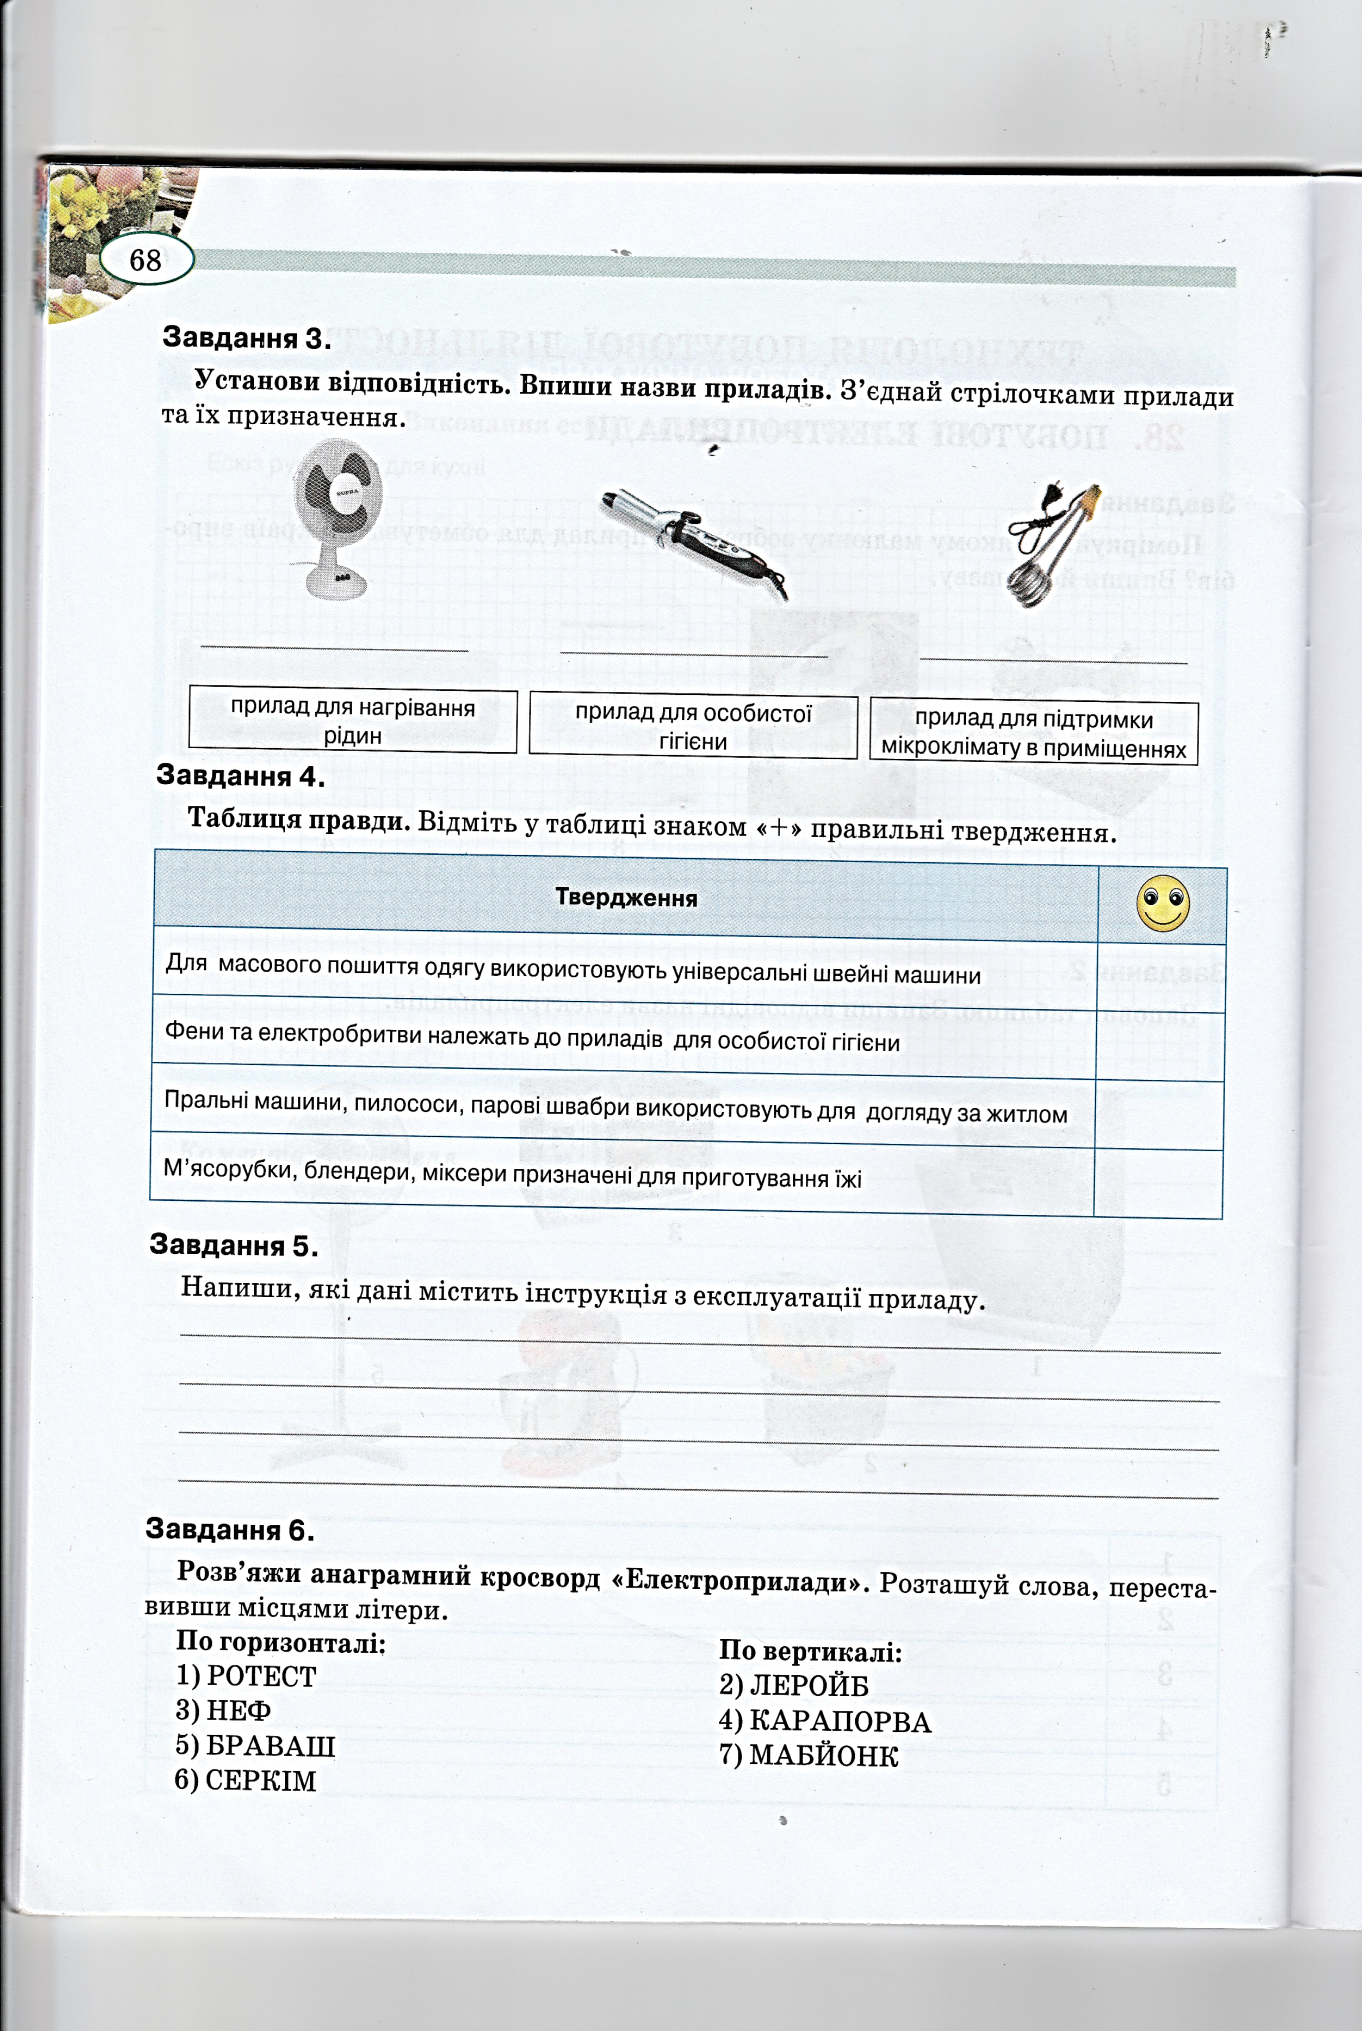 68
Завдання 3.
Установи відповідність. Впиши назви приладів. З’єднай стрілочками прилади
та їх призначення.
SUPRA
прилад для нагрівання
рідин
прилад для особистої
гігієни
прилад для підтримки
мікроклімату в приміщеннях
Завдання 4.
Таблиця правди. Відміть у таблиці знаком «+» правильні твердження.
Твердження
Для масового пошиття одягу використовують універсальні швейні машини
Фени та електробритви належать до приладів для особистої гігієни
Пральні машини, пилососи, парові швабри використовують для догляду за житлом
М’ясорубки, блендери, міксери призначені для приготування їжі
Завдання 5.
Напиши, які дані містить інструкція з експлуатації приладу.
Завдання 6.
Розв’яжи анаграмний кросворд «Електроприлади». Розташуй слова, переста-
вивши місцями літери.
По горизонталі:
1) РОТЕСТ
3) НЕФ
5) БРАВАШ
6) СЕРКІМ
По вертикалі:
2) ЛЕРОЙБ
4) КАРАПОРВА
7) МАБЙОНК